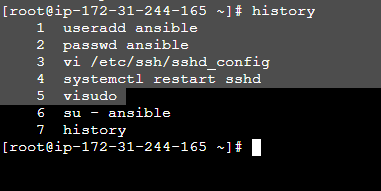 [root@ip-172-31-244-165 ~]# history
1 useradd ansible
2 passwd ansible
3 vi /etc/ssh/sshd_config
4 systemctl restart sshd
5 visudo
6 su - ansible
7 history
[root@ip-172-31-244-165 ~]#